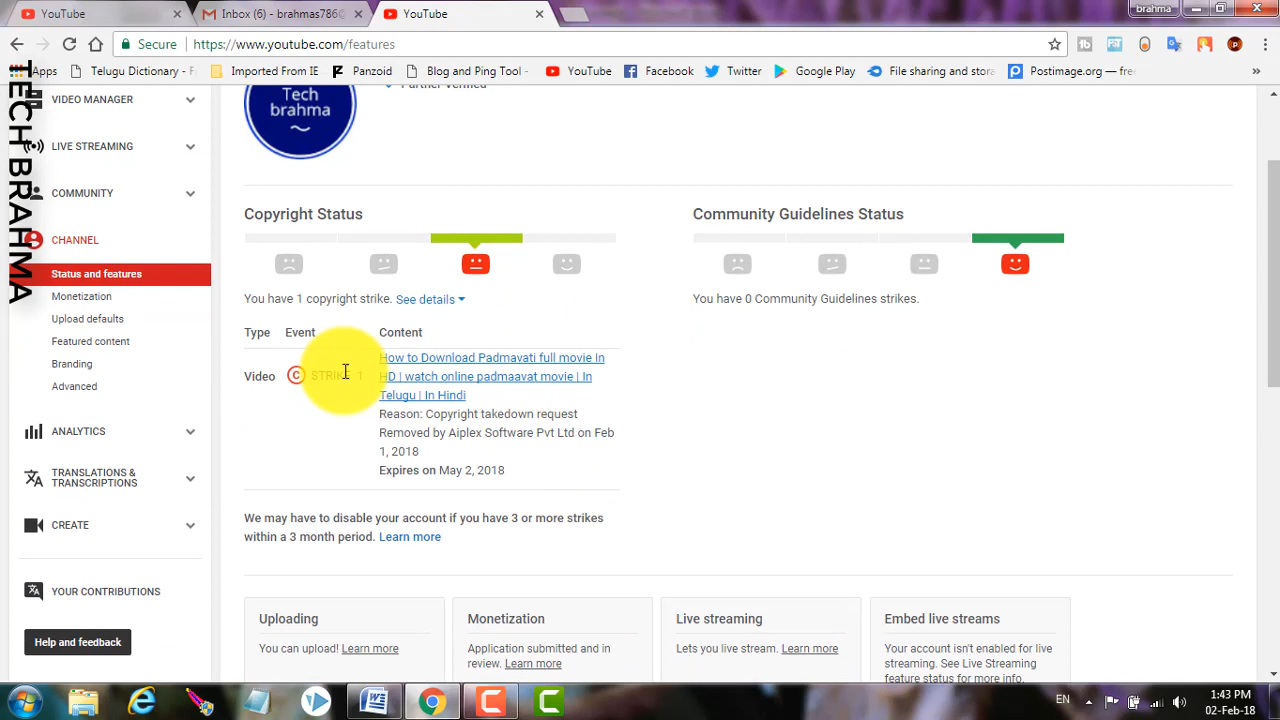 YouTube
Inbox (6) - brahmas786@
YouTube
brahma
Secure
https://www.youtube.com/features
Apps
Telugu Dictionary -
Imported From I
Panzoid
Blog and Ping Tool -
YouTube
Facebook
Twitter
Google Play
File sharing and stora
Postimage.org — free
»
TECH BRAHMA
VIDEO MANAGER
LIVE STREAMING
COMMUNITY
CHANNEL
Status and features
Monetization
Upload defaults
Featured content
Branding
Advanced
ANALYTICS
TRANSLATIONS &
TRANSCRIPTIONS
CREATE
YOUR CONTRIBUTIONS
Help and feedback
Tech
brahma
Partner Verified
Copyright Status
You have 1 copyright strike. See details
Type Event Content
Video
STRIKE 1
How to Download Padmavati full movie In
HD | watch online padmaavat movie | In
Telugu | In Hindi
Reason: Copyright takedown request
Removed by Aiplex Software Pvt Ltd on Feb
1, 2018
Expires on May 2, 2018
We may have to disable your account if you have 3 or more strikes
within a 3 month period. Learn more
Community Guidelines Status
You have 0 Community Guidelines strikes.
Uploading
You can upload! Learn more
Monetization
Application submitted and in
review. Learn more
Live streaming
Lets you live stream. Learn more
Embed live streams
Your account isn't enabled for live
streaming. See Live Streaming
feature status for more info.
EN
1:43 PM
02-Feb-18